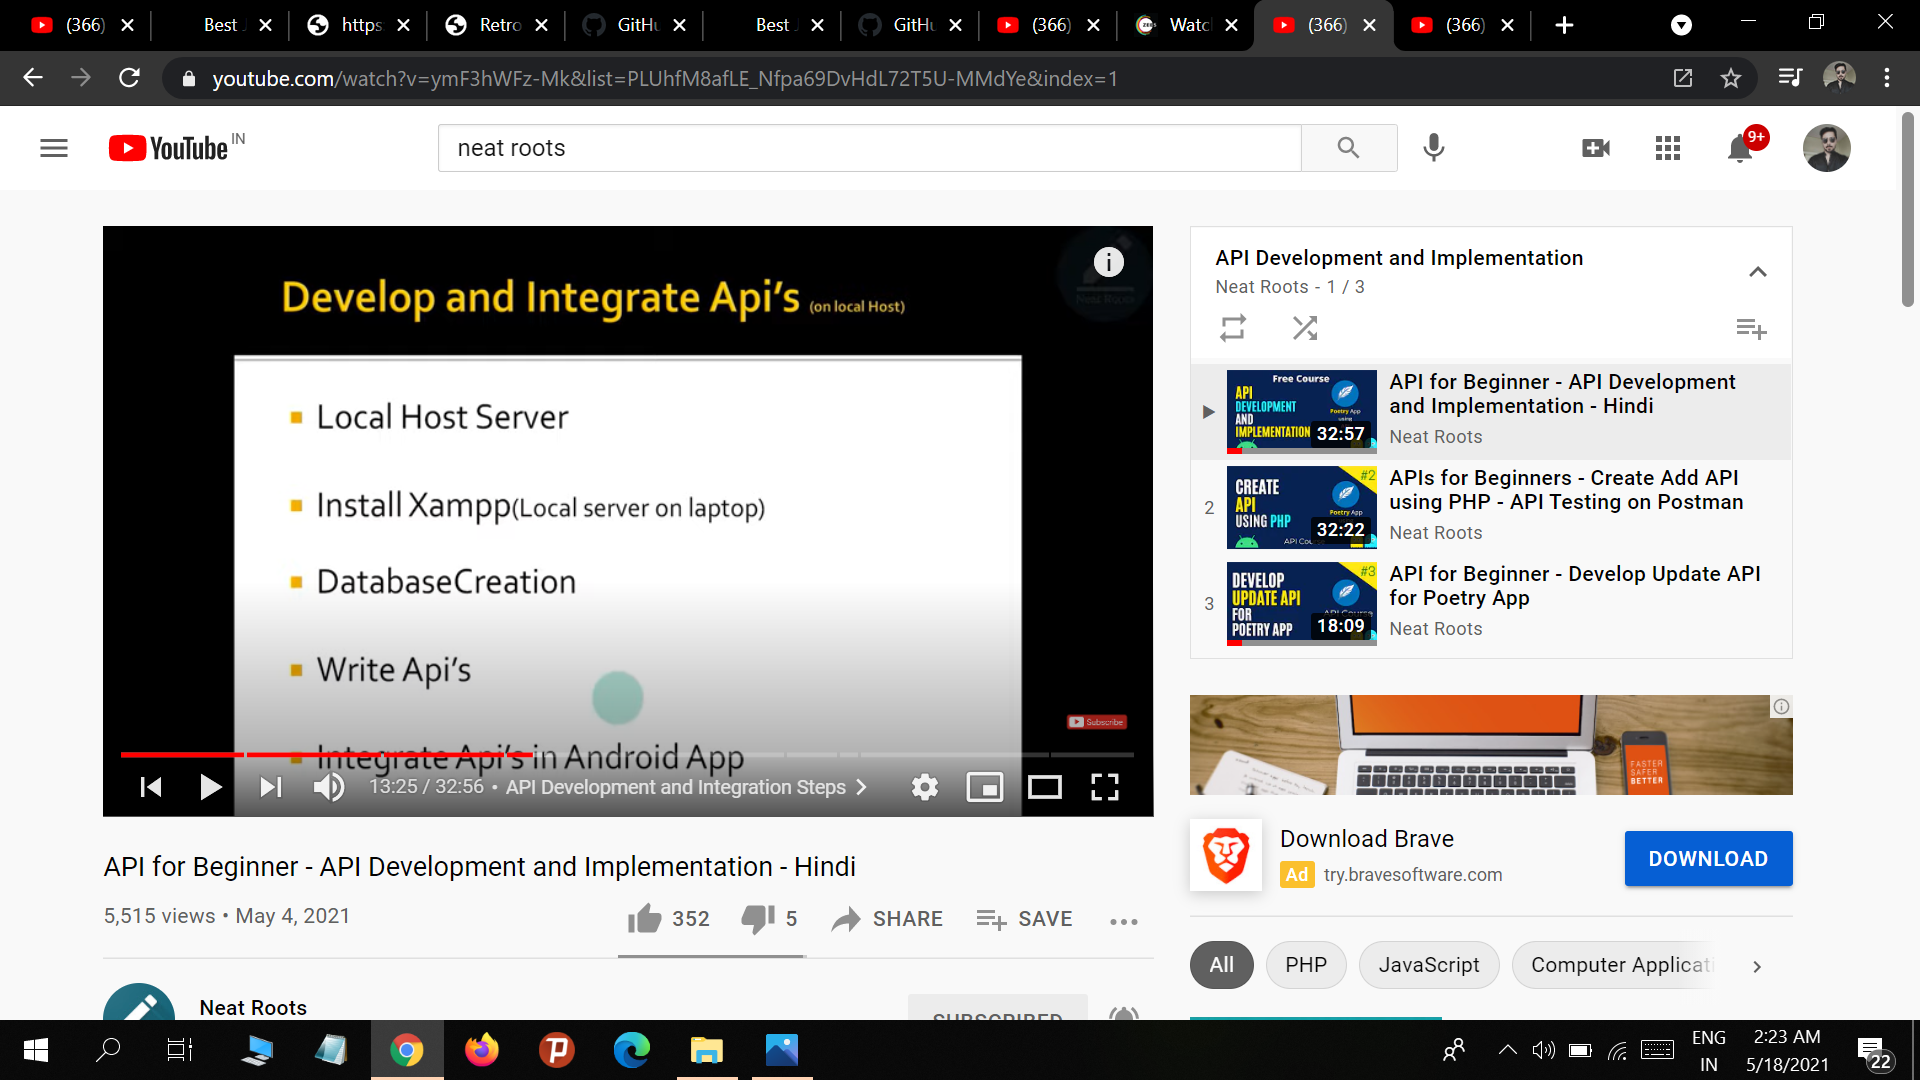 (366)
Best J
https
Retro
GitHu
Best J
GitHu
(366)
Watc
(366)
(366)
youtube.com/watch?v=ymF3hWFz-Mk&list=PLUhfM8afLE_Nfpa69DvHdL72T5U-MMdYe&index=1
YouTube IN
neat roots
9+
Develop and Integrate Api's (on local Host)
Local Host Server
Install Xampp(Local server on laptop)
DatabaseCreation
Write Api's
Subscribe
Integrate Api's in Android App
13:25 / 32:56 • API Development and Integration Steps
API for Beginner - API Development and Implementation - Hindi
5,515 views • May 4, 2021
352
5
SHARE
SAVE
Neat Roots
SUBSCRIBED
API Development and Implementation
Neat Roots - 1 / 3
Free Course
API
DEVELOPMENT
AND
IMPLEMENTATION
Poetry App
using
32:57
API for Beginner - API Development
and Implementation - Hindi
Neat Roots
2
CREATE
API
USING PHP
#2
Poetry App
API Cou
32:22
APIs for Beginners - Create Add API
using PHP - API Testing on Postman
Neat Roots
3
DEVELOP
UPDATE API
FOR
POETRY APP
#3
API Course
18:09
API for Beginner - Develop Update API
for Poetry App
Neat Roots
FASTER
SAFER
BETTER
Download Brave
Ad try.bravesoftware.com
DOWNLOAD
All
PHP
JavaScript
Computer Applicati
ENG
IN
2:23 AM
5/18/2021
22